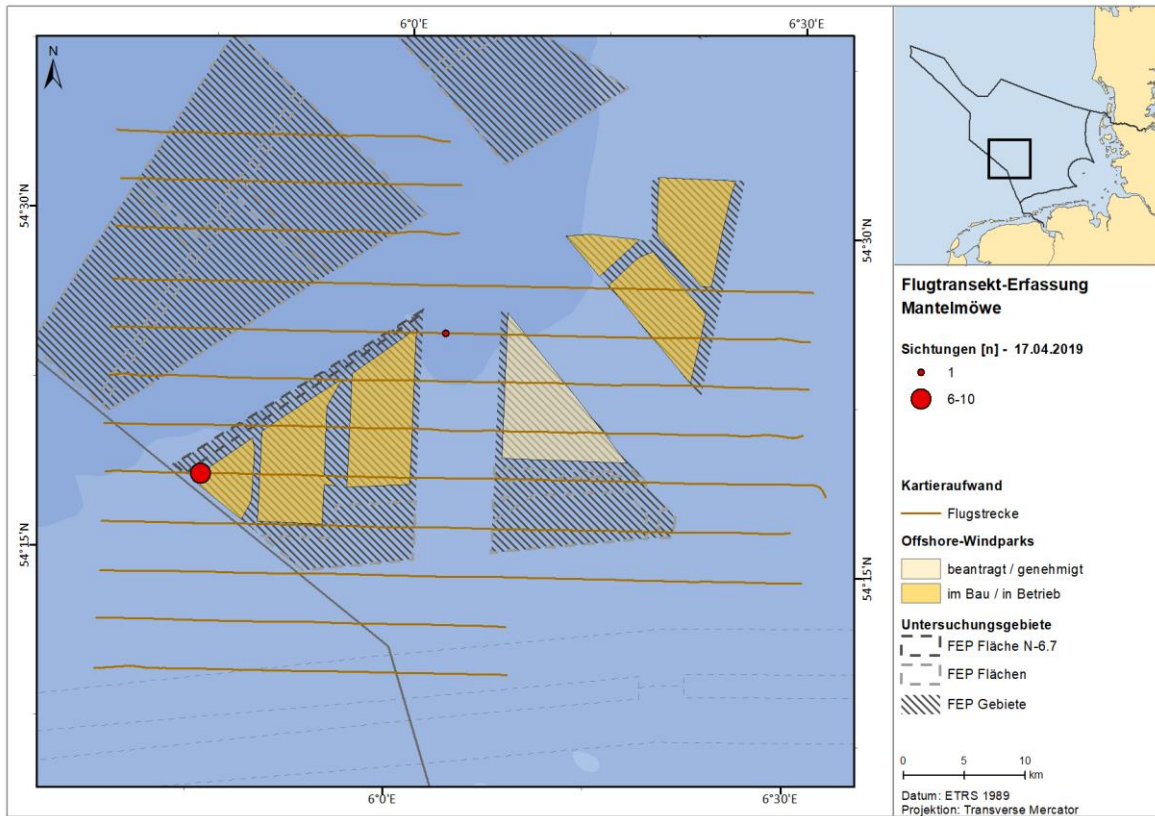 6°0'E
6°30'E
N
54°30'N
54°30'N
54°15'N
54°15'N
6°0'E
6°30'E
Flugtransekt-Erfassung
Mantelmöwe
Sichtungen [n] - 17.04.2019
1
6-10
Kartieraufwand
Flugstrecke
Offshore-Windparks
beantragt / genehmigt
im Bau / in Betrieb
Untersuchungsgebiete
FEP Fläche N-6.7
FEP Flächen
FEP Gebiete
0 5 10
km
Datum: ETRS 1989
Projektion: Transverse Mercator